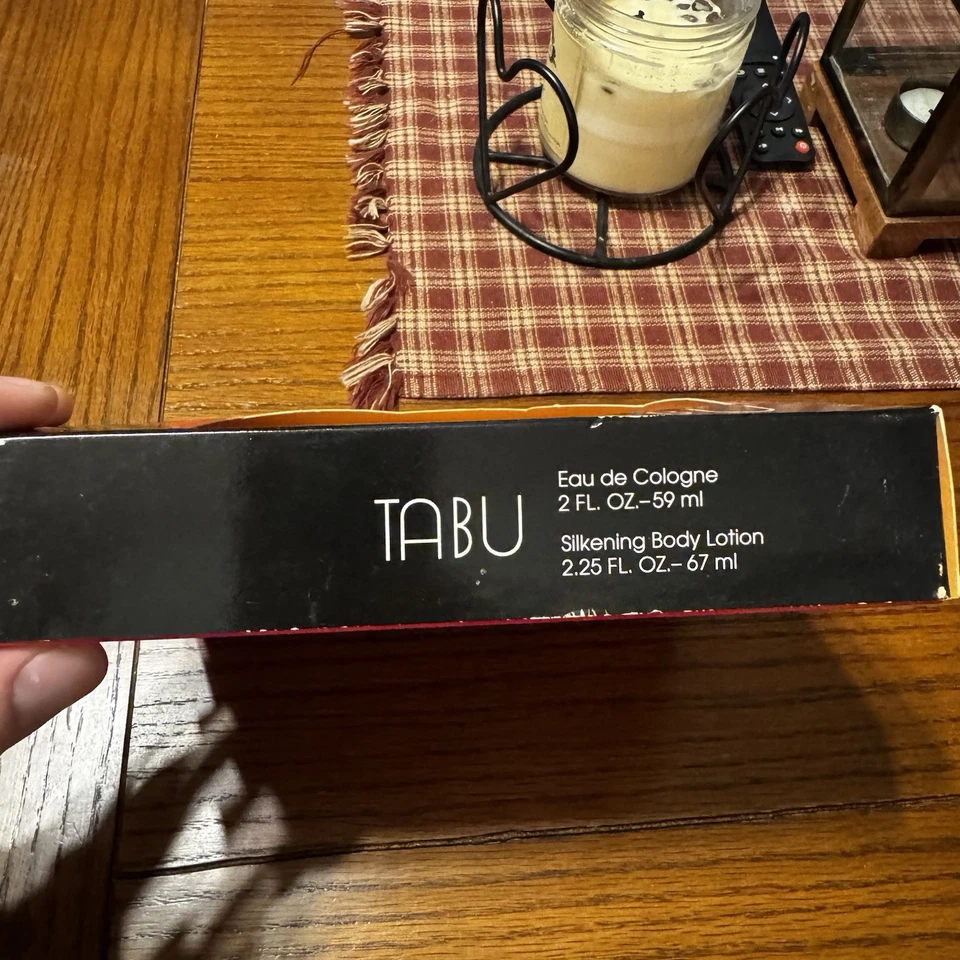 TABU
Eau de Cologne
2 FL. OZ.–59 ml
Silkening Body Lotion
2.25 FL. OZ.– 67 ml